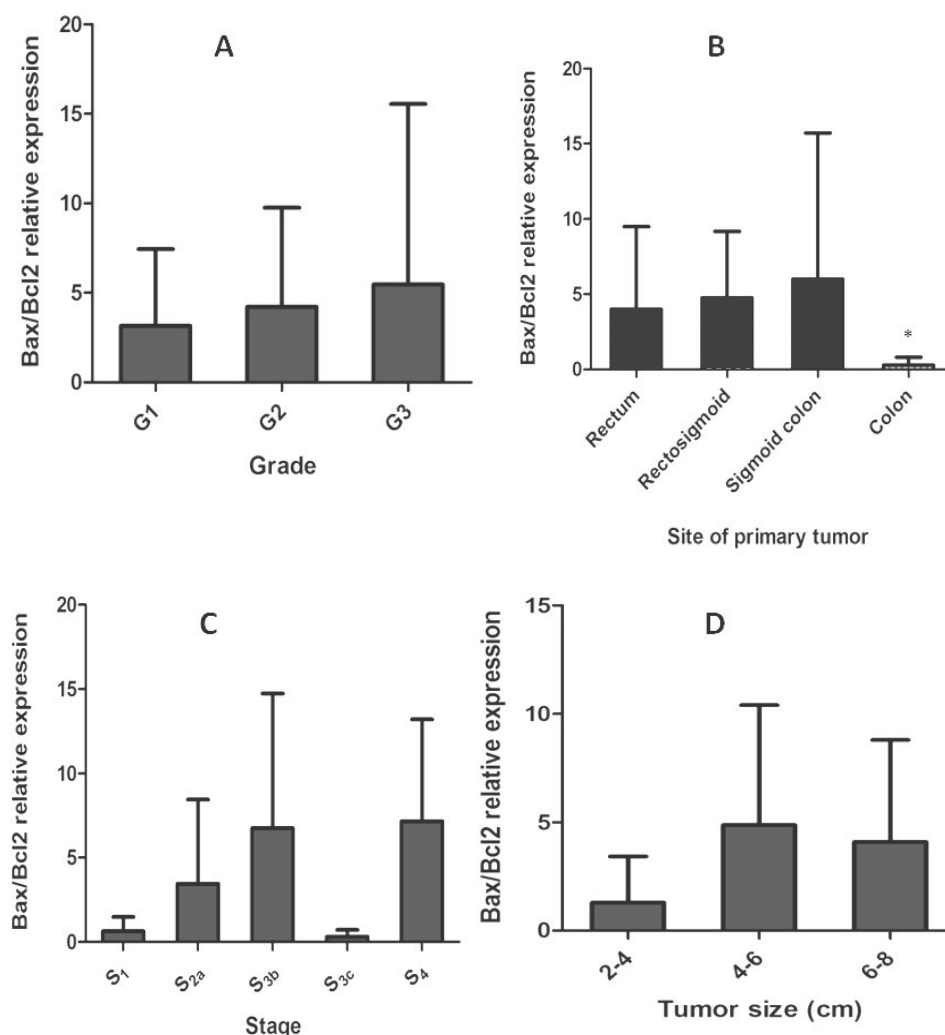 A
Bax/Bcl2 relative expression
20
15
10
5
0
G1
G2
G3
Grade
B
Bax/Bcl2 relative expression
20
15
10
5
0
*
Rectum
Rectosigmoid
Sigmoid colon
Colon
Site of primary tumor
C
Bax/Bcl2 relative expression
20
15
10
5
0
S1
S2a
S3b
S3c
S4
Stage
D
Bax/Bcl2 relative expression
15
10
5
0
2-4
4-6
6-8
Tumor size (cm)